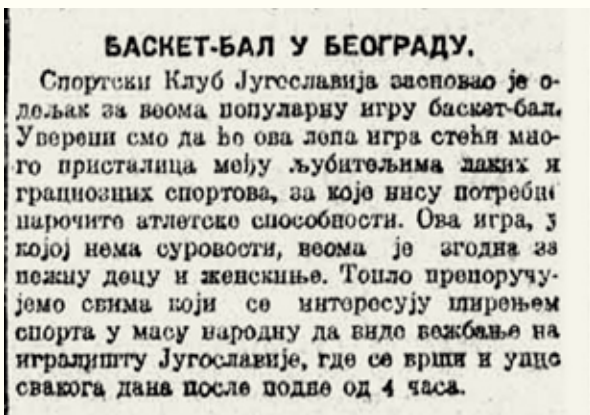 БАСКЕТ-БАЛ У БЕОГРАДУ.
Спортски Клуб Југославија засновао је о-
дељак за веома популарну игру баскет-бал.
Уверени смо да ће ова лепа игра стећи мно-
го присталица међу љубитељима лаких и
грациозних спортова, за које нису потребне
нарочите атлетске способности. Ова игра, у
којој нема суровости, веома је згодна за
нежну децу и женскиње. Топло препоручу-
јемо свима који се интересују ширењем
спорта у масу народну да виде вежбање на
игралишту Југославије, где се врши и упис
свакога дана после подне од 4 часа.